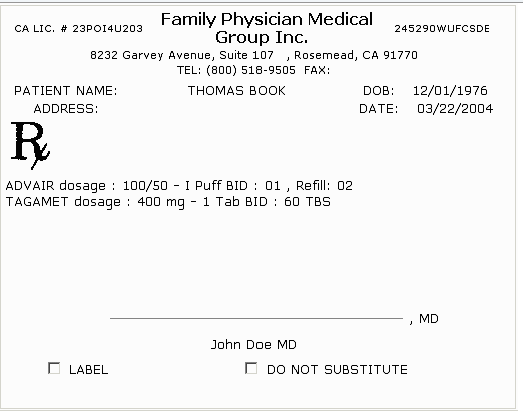 CA LIC. # 23POI4U203 Family Physician Medical Group Inc. 245290WUFCSDE
8232 Garvey Avenue, Suite 107 , Rosemead, CA 91770
TEL: (800) 518-9505 FAX:
PATIENT NAME: THOMAS BOOK DOB: 12/01/1976
ADDRESS: DATE: 03/22/2004
Rx
ADVAIR dosage : 100/50 - I Puff BID : 01 , Refill: 02
TAGAMET dosage : 400 mg - 1 Tab BID : 60 TBS
, MD
John Doe MD
LABEL DO NOT SUBSTITUTE